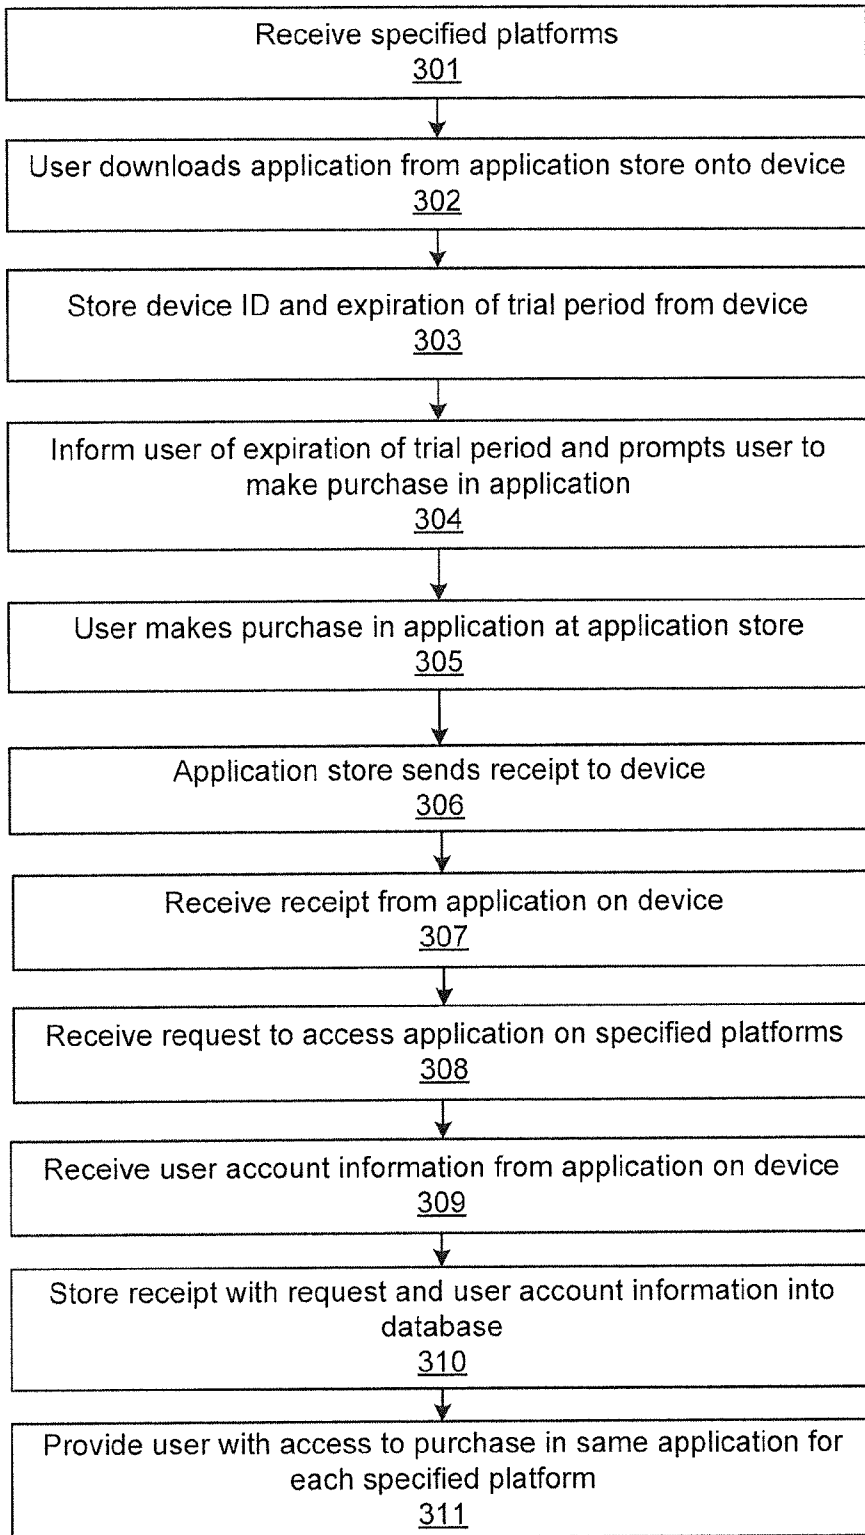 Receive specified platforms
301
User downloads application from application store onto device
302
Store device ID and expiration of trial period from device
303
Inform user of expiration of trial period and prompts user to
make purchase in application
304
User makes purchase in application at application store
305
Application store sends receipt to device
306
Receive receipt from application on device
307
Receive request to access application on specified platforms
308
Receive user account information from application on device
309
Store receipt with request and user account information into
database
310
Provide user with access to purchase in same application for
each specified platform
311